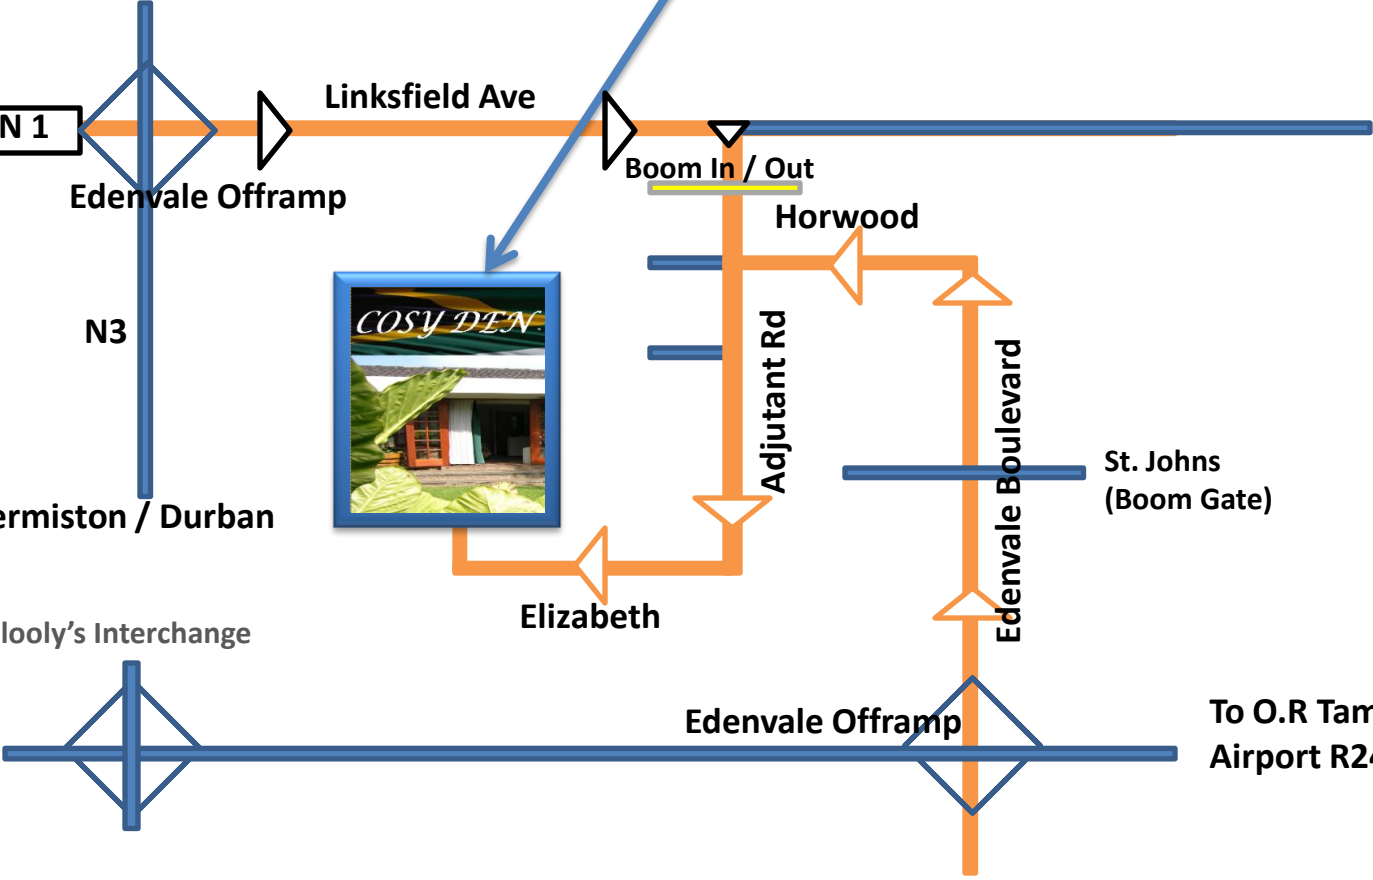 Linksfield Ave
N 1
Boom In / Out
Edenvale Offramp
Horwood
COSY DEN
N3
Adjutant Rd
Edenvale Boulevard
St. Johns
(Boom Gate)
ermiston / Durban
Elizabeth
looly’s Interchange
Edenvale Offramp
To O.R Tam
Airport R24